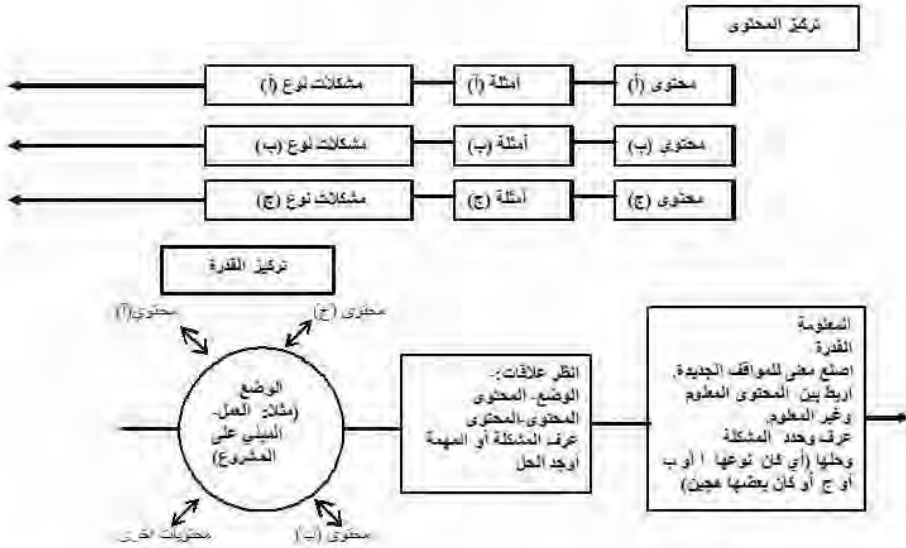 تركيز المحتوى
محتوى (أ) أمثلة (أ) مشكلات نوع (أ)
محتوى (ب) أمثلة (ب) مشكلات نوع (ب)
محتوى (ج) أمثلة (ج) مشكلات نوع (ج)
تركيز القدرة
محتوى (ج)
محتوي(أ)
الوضع
(مثلا: العمل-
المبني على
المشروع)
محتوى (ب)
محتويات أخرى
انظر علاقات:-
الوضع- المحتوى
المحتوى-المحتوى
عرف المشكلة أو المهمة
أوجد الحل
المعلومة
القدرة
اصنع معنى للمواقف الجديدة.
اربط بين المحتوى المعلوم
وغير المعلوم.
عرف وحدد المشكلة
وحلها (أي كان نوعها ا أو ب
أو ج أو كان بعضها هجين)